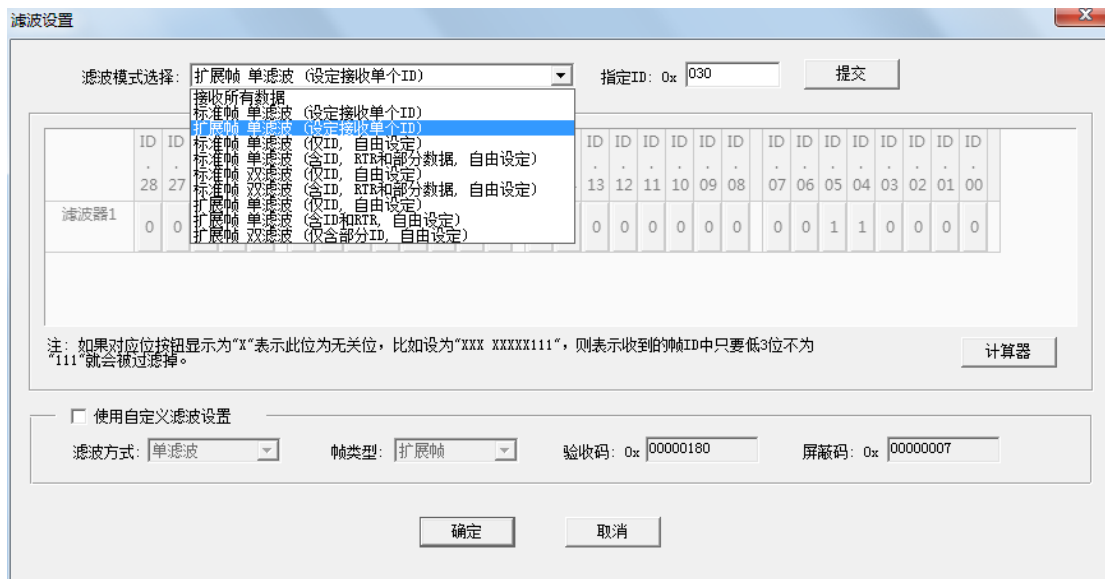 滤波设置
滤波模式选择: 扩展帧 单滤波 (设定接收单个ID) 指定ID: 0x 030 提交
接收所有数据
标准帧 单滤波 (设定接收单个ID)
扩展帧 单滤波 (设定接收单个ID)
标准帧 单滤波 (仅ID, 自由设定)
标准帧 单滤波 (含ID, RTR和部分数据, 自由设定)
标准帧 双滤波 (仅ID, 自由设定)
标准帧 双滤波 (含ID, RTR和部分数据, 自由设定)
扩展帧 单滤波 (仅ID, 自由设定)
扩展帧 单滤波 (含ID和RTR, 自由设定)
扩展帧 双滤波 (仅含部分ID, 自由设定)
ID ID ID ID ID ID ID ID ID ID ID ID ID ID ID ID
. . . . . . . . . . . . . . . .
28 27 13 12 11 10 09 08 07 06 05 04 03 02 01 00
滤波器1 0 0 0 0 0 0 0 0 0 0 1 1 0 0 0 0
注: 如果对应位按钮显示为"X"表示此位为无关位, 比如设为"XXX XXXXX111", 则表示收到的帧ID中只要低3位不为
"111"就会被过滤掉。
计算器
使用自定义滤波设置
滤波方式: 单滤波 帧类型: 扩展帧 验收码: 0x 00000180 屏蔽码: 0x 00000007
确定 取消